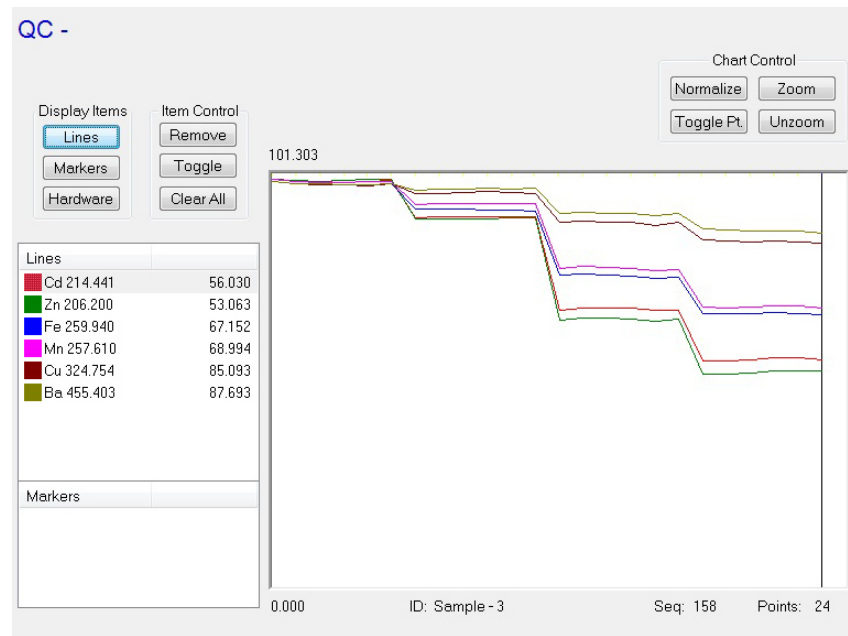 QC -
Chart Control
Normalize Zoom
Toggle Pt. Unzoom
Display Items Item Control
Lines Remove
Markers Toggle
Hardware Clear All
101.303
Lines
Cd 214.441 56.030
Zn 206.200 53.063
Fe 259.940 67.152
Mn 257.610 68.994
Cu 324.754 85.093
Ba 455.403 87.693
Markers
0.000 ID: Sample - 3 Seq: 158 Points: 24